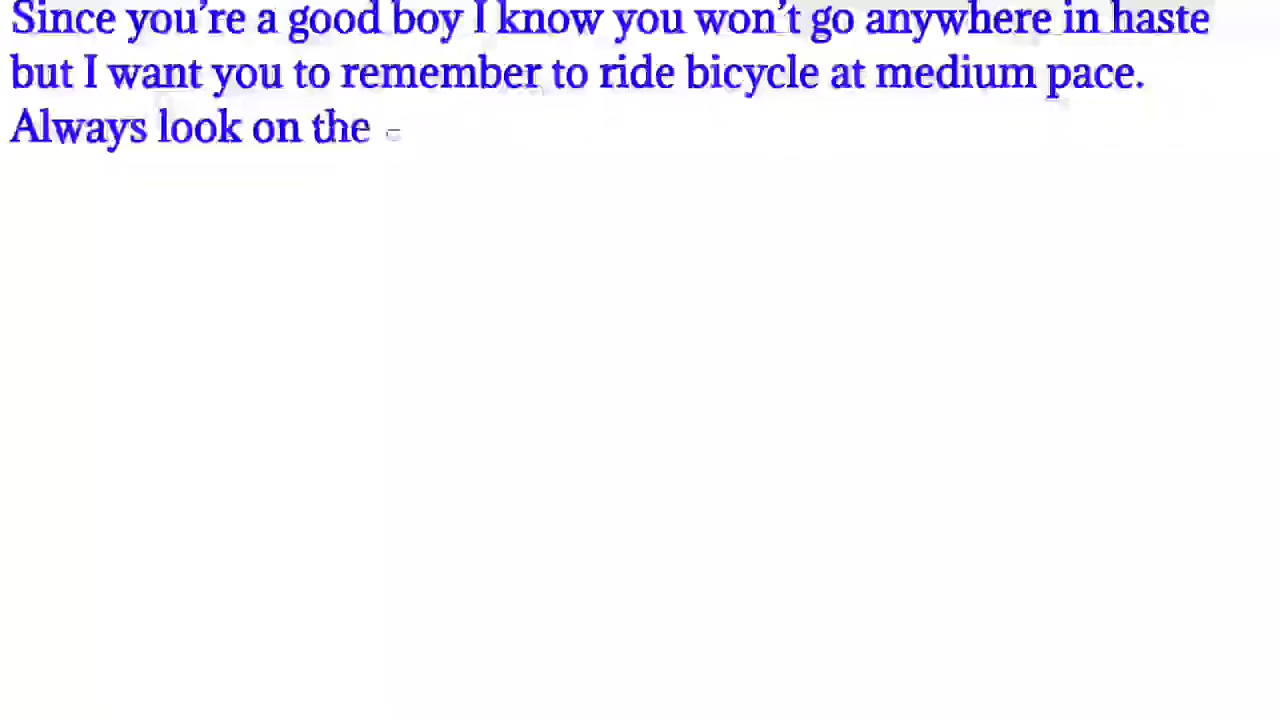 Since you're a good boy I know you won't go anywhere in haste
but I want you to remember to ride bicycle at medium pace.
Always look on the